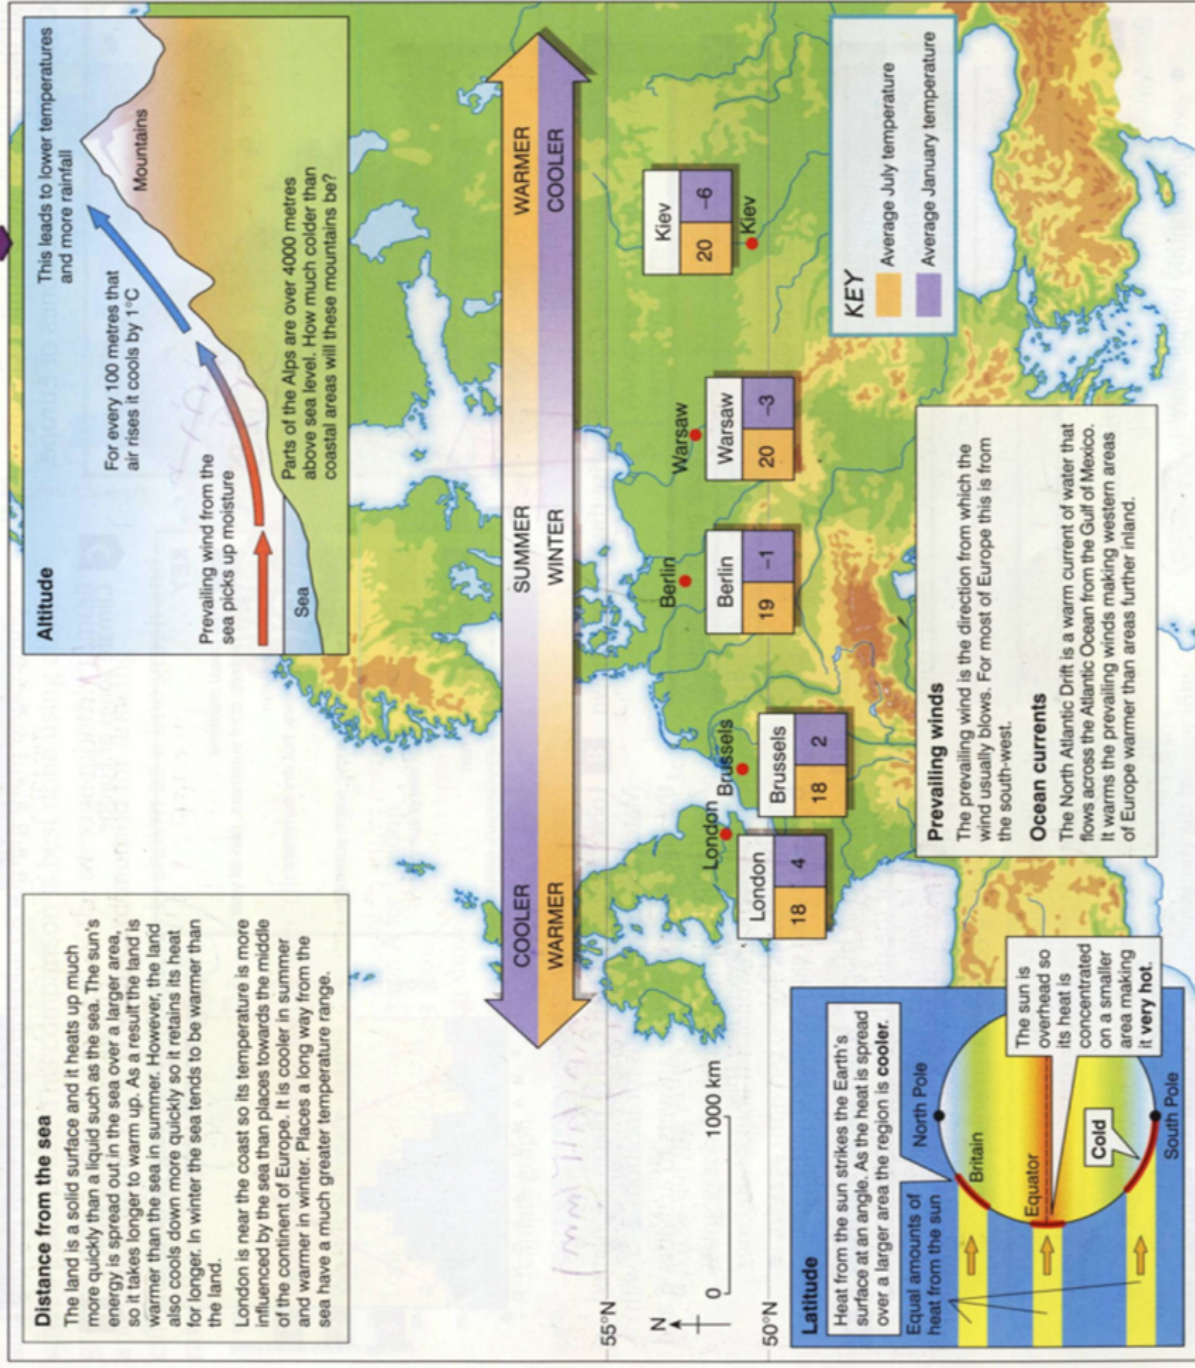 Distance from the sea
The land is a solid surface and it heats up much
more quickly than a liquid such as the sea. The sun's
energy is spread out in the sea over a larger area,
so it takes longer to warm up. As a result the land is
warmer than the sea in summer. However, the land
also cools down more quickly so it retains its heat
for longer. In winter the sea tends to be warmer than
the land.
London is near the coast so its temperature is more
influenced by the sea than places towards the middle
of the continent of Europe. It is cooler in summer
and warmer in winter. Places a long way from the
sea have a much greater temperature range.
Altitude
This leads to lower temperatures
and more rainfall
For every 100 metres that
air rises it cools by 1°C
Mountains
Prevailing wind from the
sea picks up moisture
Sea
Parts of the Alps are over 4000 metres
above sea level. How much colder than
coastal areas will these mountains be?
COOLER
SUMMER
WARMER
WARMER
WINTER
COOLER
55°N
N
0
1000 km
50°N
London
London
18
4
Brussels
Brussels
18
2
Berlin
Berlin
19
-1
Warsaw
Warsaw
20
-3
Kiev
20
-6
Kiev
KEY
Average July temperature
Average January temperature
Latitude
Heat from the sun strikes the Earth's
surface at an angle. As the heat is spread
over a larger area the region is cooler.
Equal amounts of
heat from the sun
North Pole
Britain
Equator
Cold
South Pole
The sun is
overhead so
its heat is
concentrated
on a smaller
area making
it very hot.
Prevailing winds
The prevailing wind is the direction from which the
wind usually blows. For most of Europe this is from
the south-west.
Ocean currents
The North Atlantic Drift is a warm current of water that
flows across the Atlantic Ocean from the Gulf of Mexico.
It warms the prevailing winds making western areas
of Europe warmer than areas further inland.